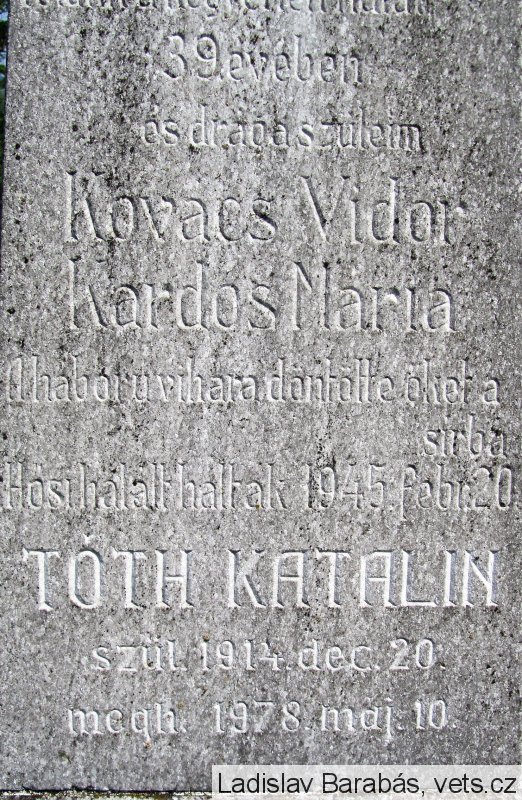 39. évében
és drága szüleim
Kovács Vidor
Kardos Mária
A háború vihara döntötte őket a
sírba
Hősi halált haltak 1945. febr. 20.
TÓTH KATALIN
szül. 1914. dec. 20.
megh. 1978. maj. 10.
Ladislav Barabás, vets.cz